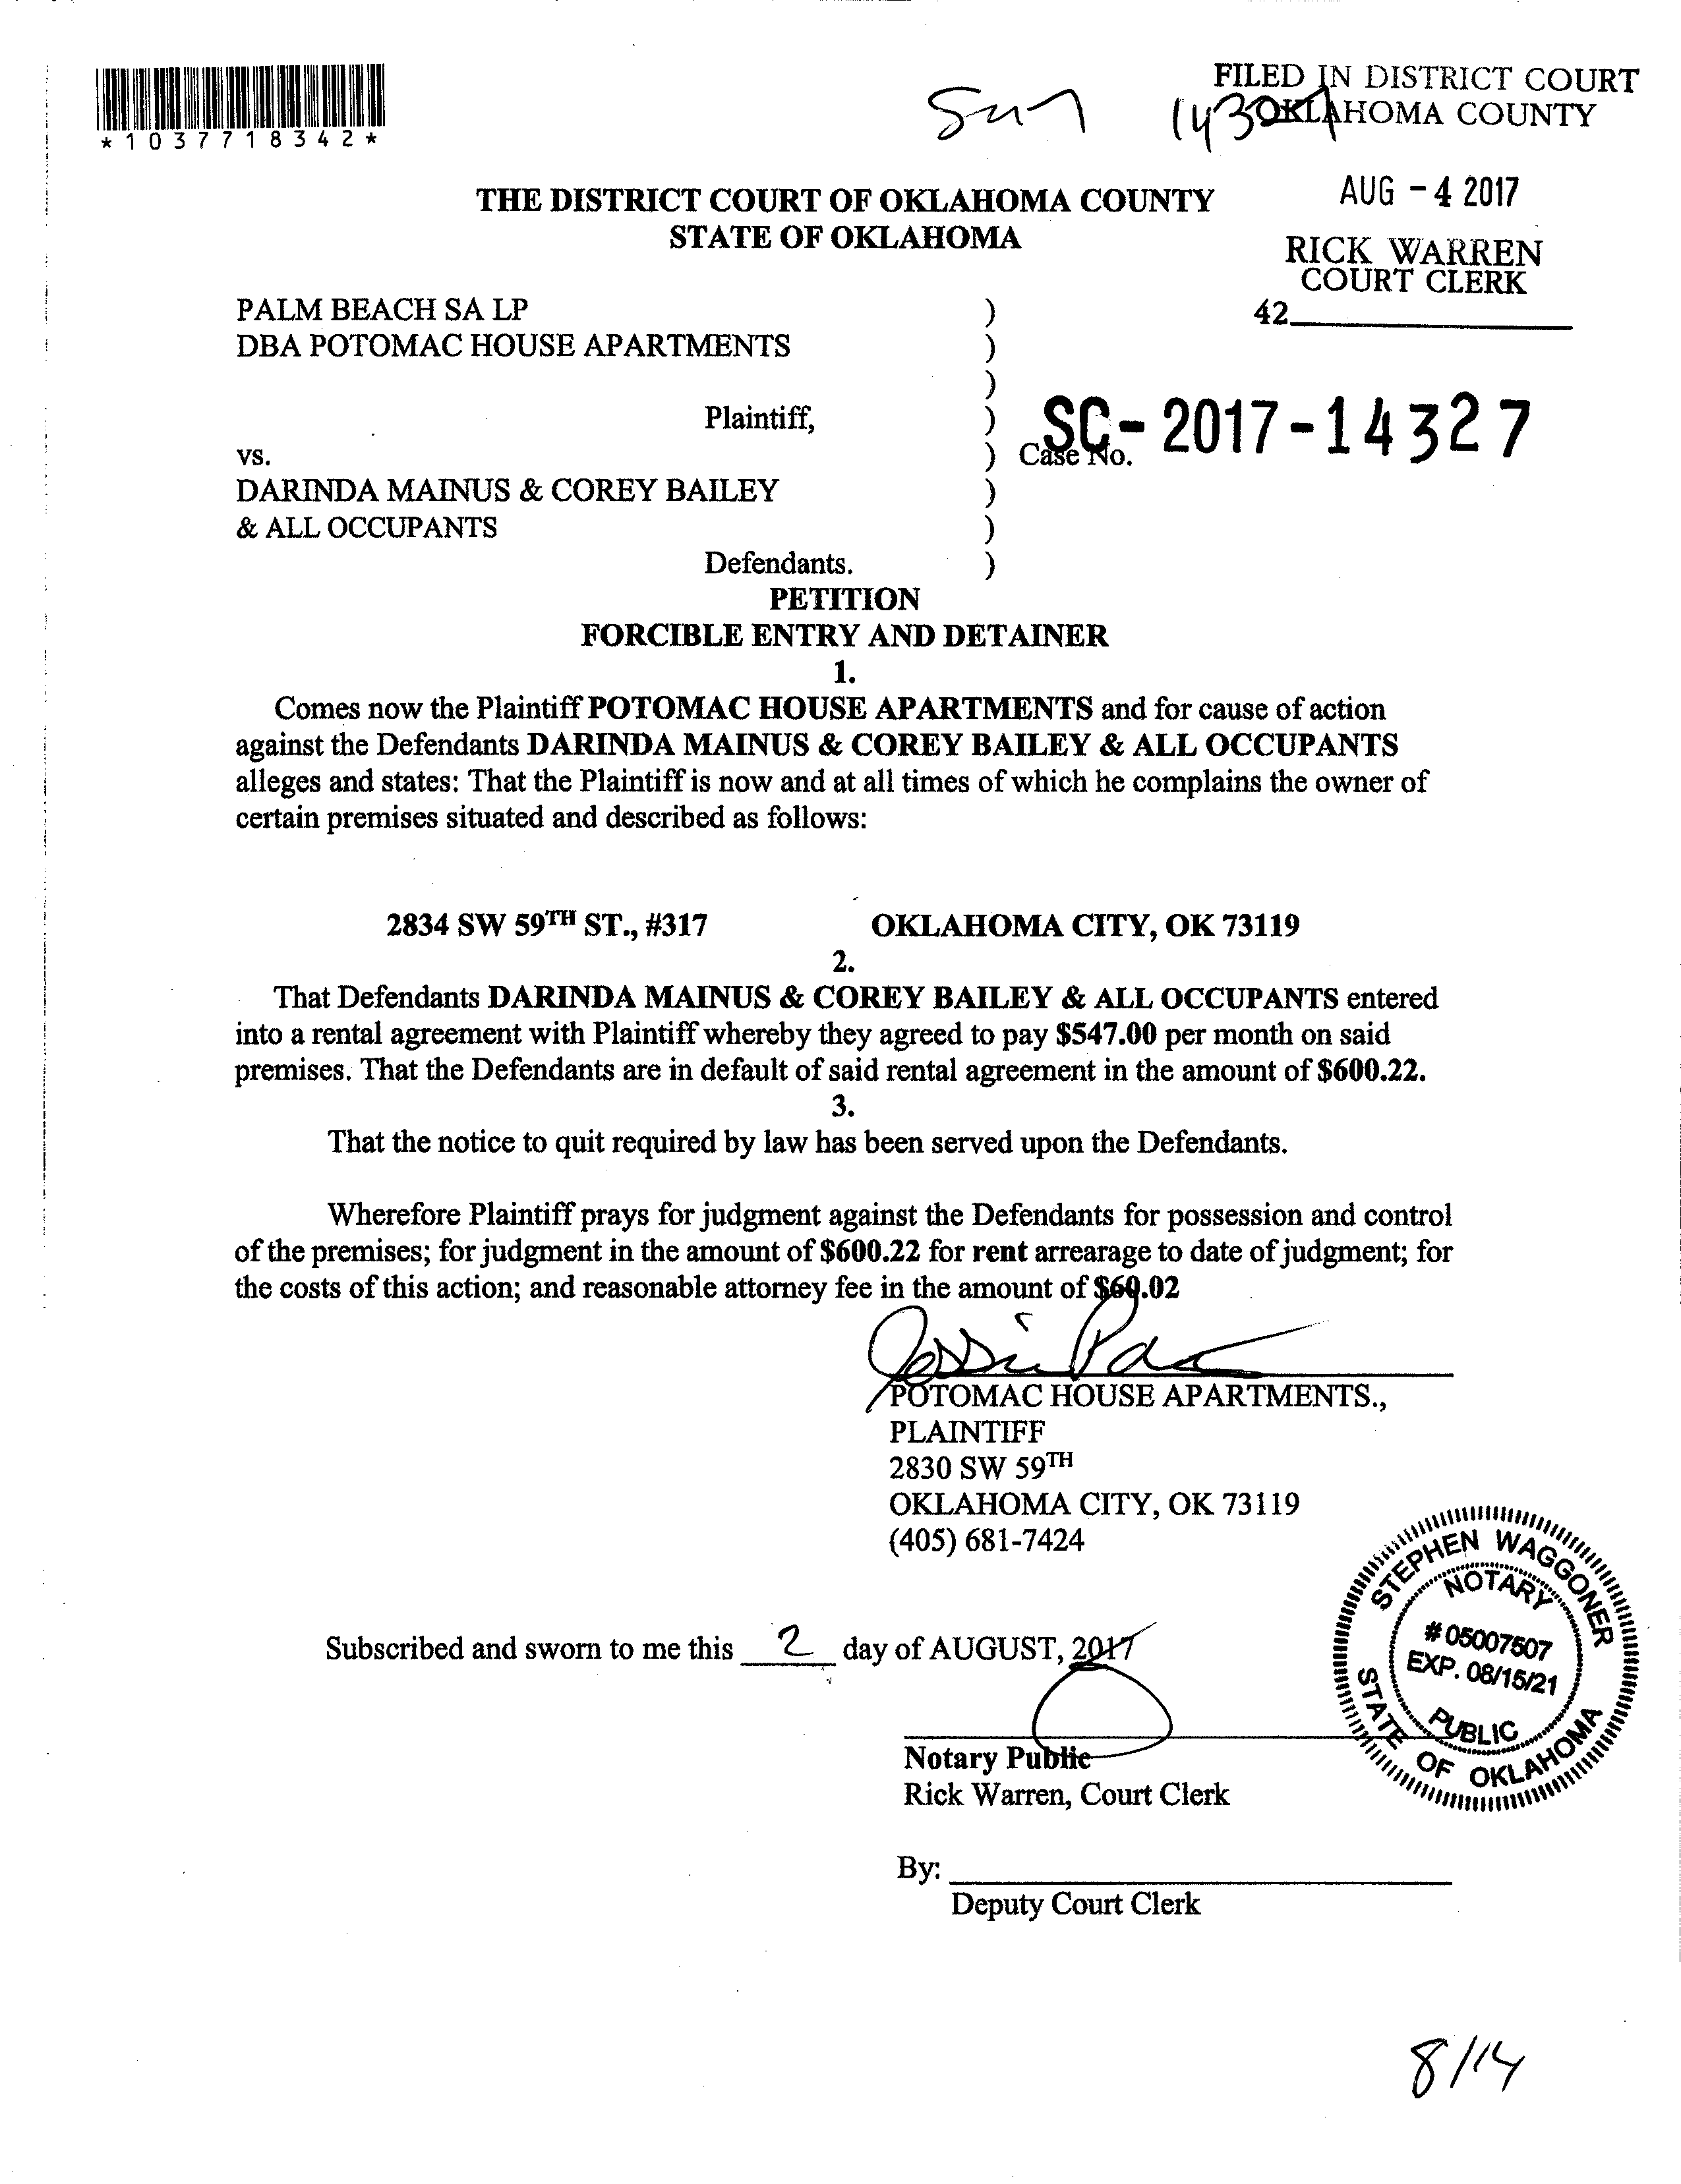 FILED IN DISTRICT COURT
OKLAHOMA COUNTY
*1037718342*
THE DISTRICT COURT OF OKLAHOMA COUNTY
STATE OF OKLAHOMA
AUG - 4 2017
RICK WARREN
COURT CLERK
42
PALM BEACH SA LP )
DBA POTOMAC HOUSE APARTMENTS )
)
Plaintiff, )
vs. ) Case No. SC-2017-14327
DARINDA MAINUS & COREY BAILEY )
& ALL OCCUPANTS )
Defendants. )
PETITION
FORCIBLE ENTRY AND DETAINER
1.
Comes now the Plaintiff POTOMAC HOUSE APARTMENTS and for cause of action
against the Defendants DARINDA MAINUS & COREY BAILEY & ALL OCCUPANTS
alleges and states: That the Plaintiff is now and at all times of which he complains the owner of
certain premises situated and described as follows:
2834 SW 59TH ST., #317 OKLAHOMA CITY, OK 73119
2.
That Defendants DARINDA MAINUS & COREY BAILEY & ALL OCCUPANTS entered
into a rental agreement with Plaintiff whereby they agreed to pay $547.00 per month on said
premises. That the Defendants are in default of said rental agreement in the amount of $600.22.
3.
That the notice to quit required by law has been served upon the Defendants.
Wherefore Plaintiff prays for judgment against the Defendants for possession and control
of the premises; for judgment in the amount of $600.22 for rent arrearage to date of judgment; for
the costs of this action; and reasonable attorney fee in the amount of $60.02
POTOMAC HOUSE APARTMENTS.,
PLAINTIFF
2830 SW 59TH
OKLAHOMA CITY, OK 73119
(405) 681-7424
STEPHEN WAGGONER
NOTARY
# 05007507
EXP. 08/15/21
PUBLIC
STATE OF OKLAHOMA
Subscribed and sworn to me this 2 day of AUGUST, 2017
Notary Public
Rick Warren, Court Clerk
By:
Deputy Court Clerk
8/14